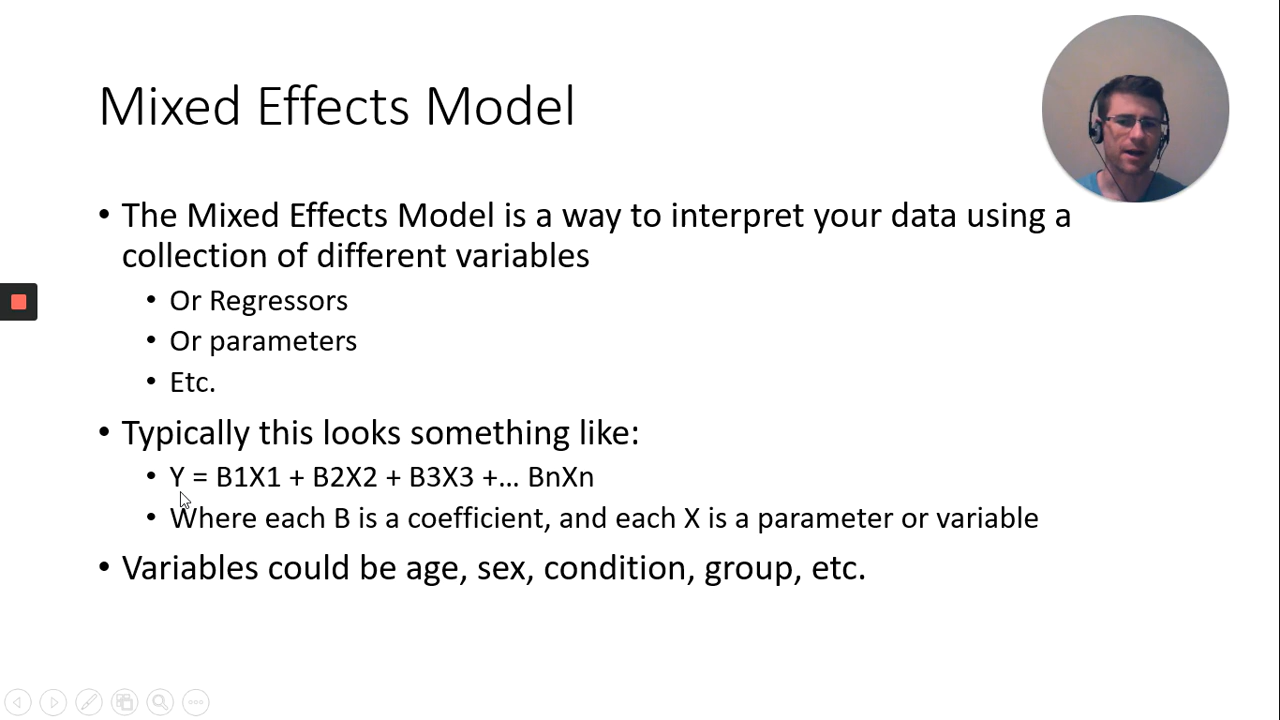 Mixed Effects Model
• The Mixed Effects Model is a way to interpret your data using a
collection of different variables
• Or Regressors
• Or parameters
• Etc.
• Typically this looks something like:
• Y = B1X1 + B2X2 + B3X3 +... BnXn
• Where each B is a coefficient, and each X is a parameter or variable
• Variables could be age, sex, condition, group, etc.